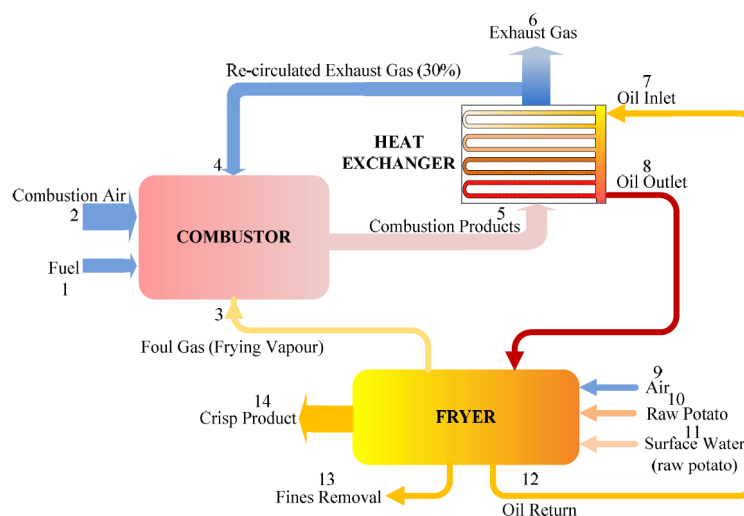 6
Exhaust Gas
Re-circulated Exhaust Gas (30%)
7
Oil Inlet
HEAT
EXCHANGER
4
8
Oil Outlet
Combustion Air
2
COMBUSTOR
5
Combustion Products
Fuel
1
3
Foul Gas (Frying Vapour)
9
Air
10
Raw Potato
14
Crisp Product
FRYER
11
Surface Water
(raw potato)
13
Fines Removal
12
Oil Return